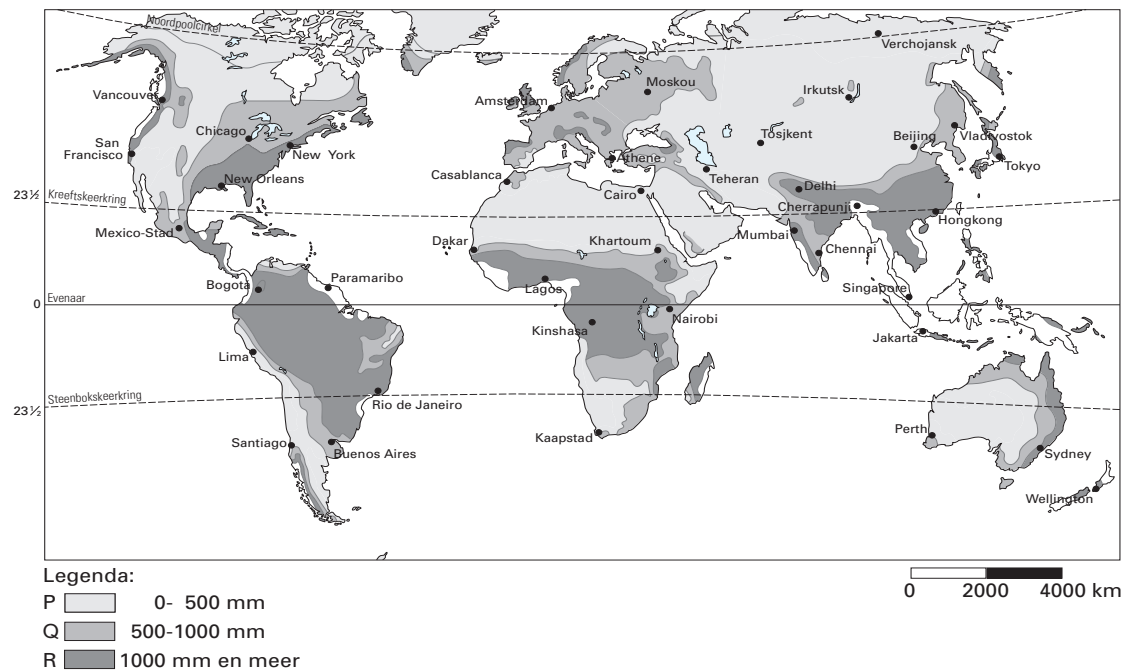 Noordpoolcirkel
Verchojansk
Vancouver
Moskou
Irkutsk
Amsterdam
Chicago
San
Francisco
New York
Tosjkent
Beijing
Vladivostok
Athene
Tokyo
New Orleans
Casablanca
Teheran
Delhi
23½
Kreeftskeerkring
Cairo
Cherrapunji
Hongkong
Mexico-Stad
Dakar
Khartoum
Mumbai
Chennai
Bogotá
Paramaribo
Lagos
Singapore
0
Evenaar
Kinshasa
Nairobi
Jakarta
Lima
23½
Steenbokskeerkring
Rio de Janeiro
Santiago
Buenos Aires
Kaapstad
Perth
Sydney
Wellington
Legenda:
P 0- 500 mm
Q 500-1000 mm
R 1000 mm en meer
0 2000 4000 km